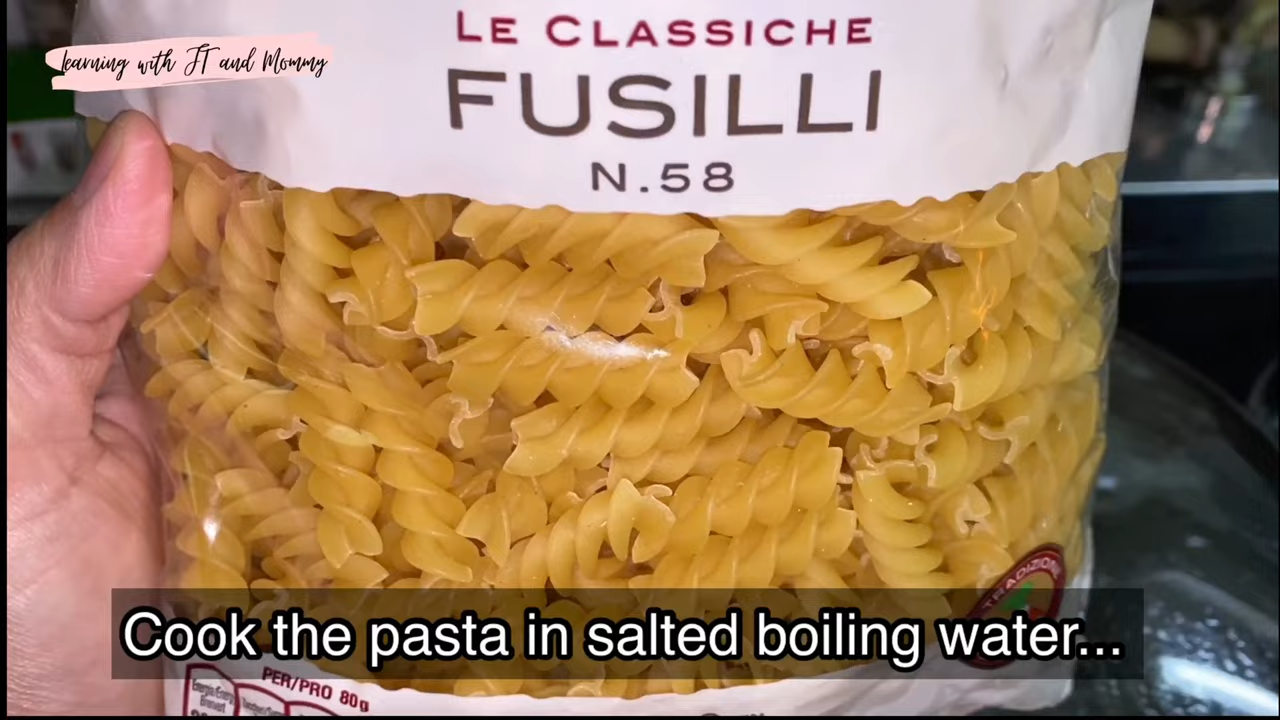 Le Classiche
learning with JT and Mommy
FUSILLI
N.58
TRADIZIONE
Cook the pasta in salted boiling water...
PER/PRO 80g